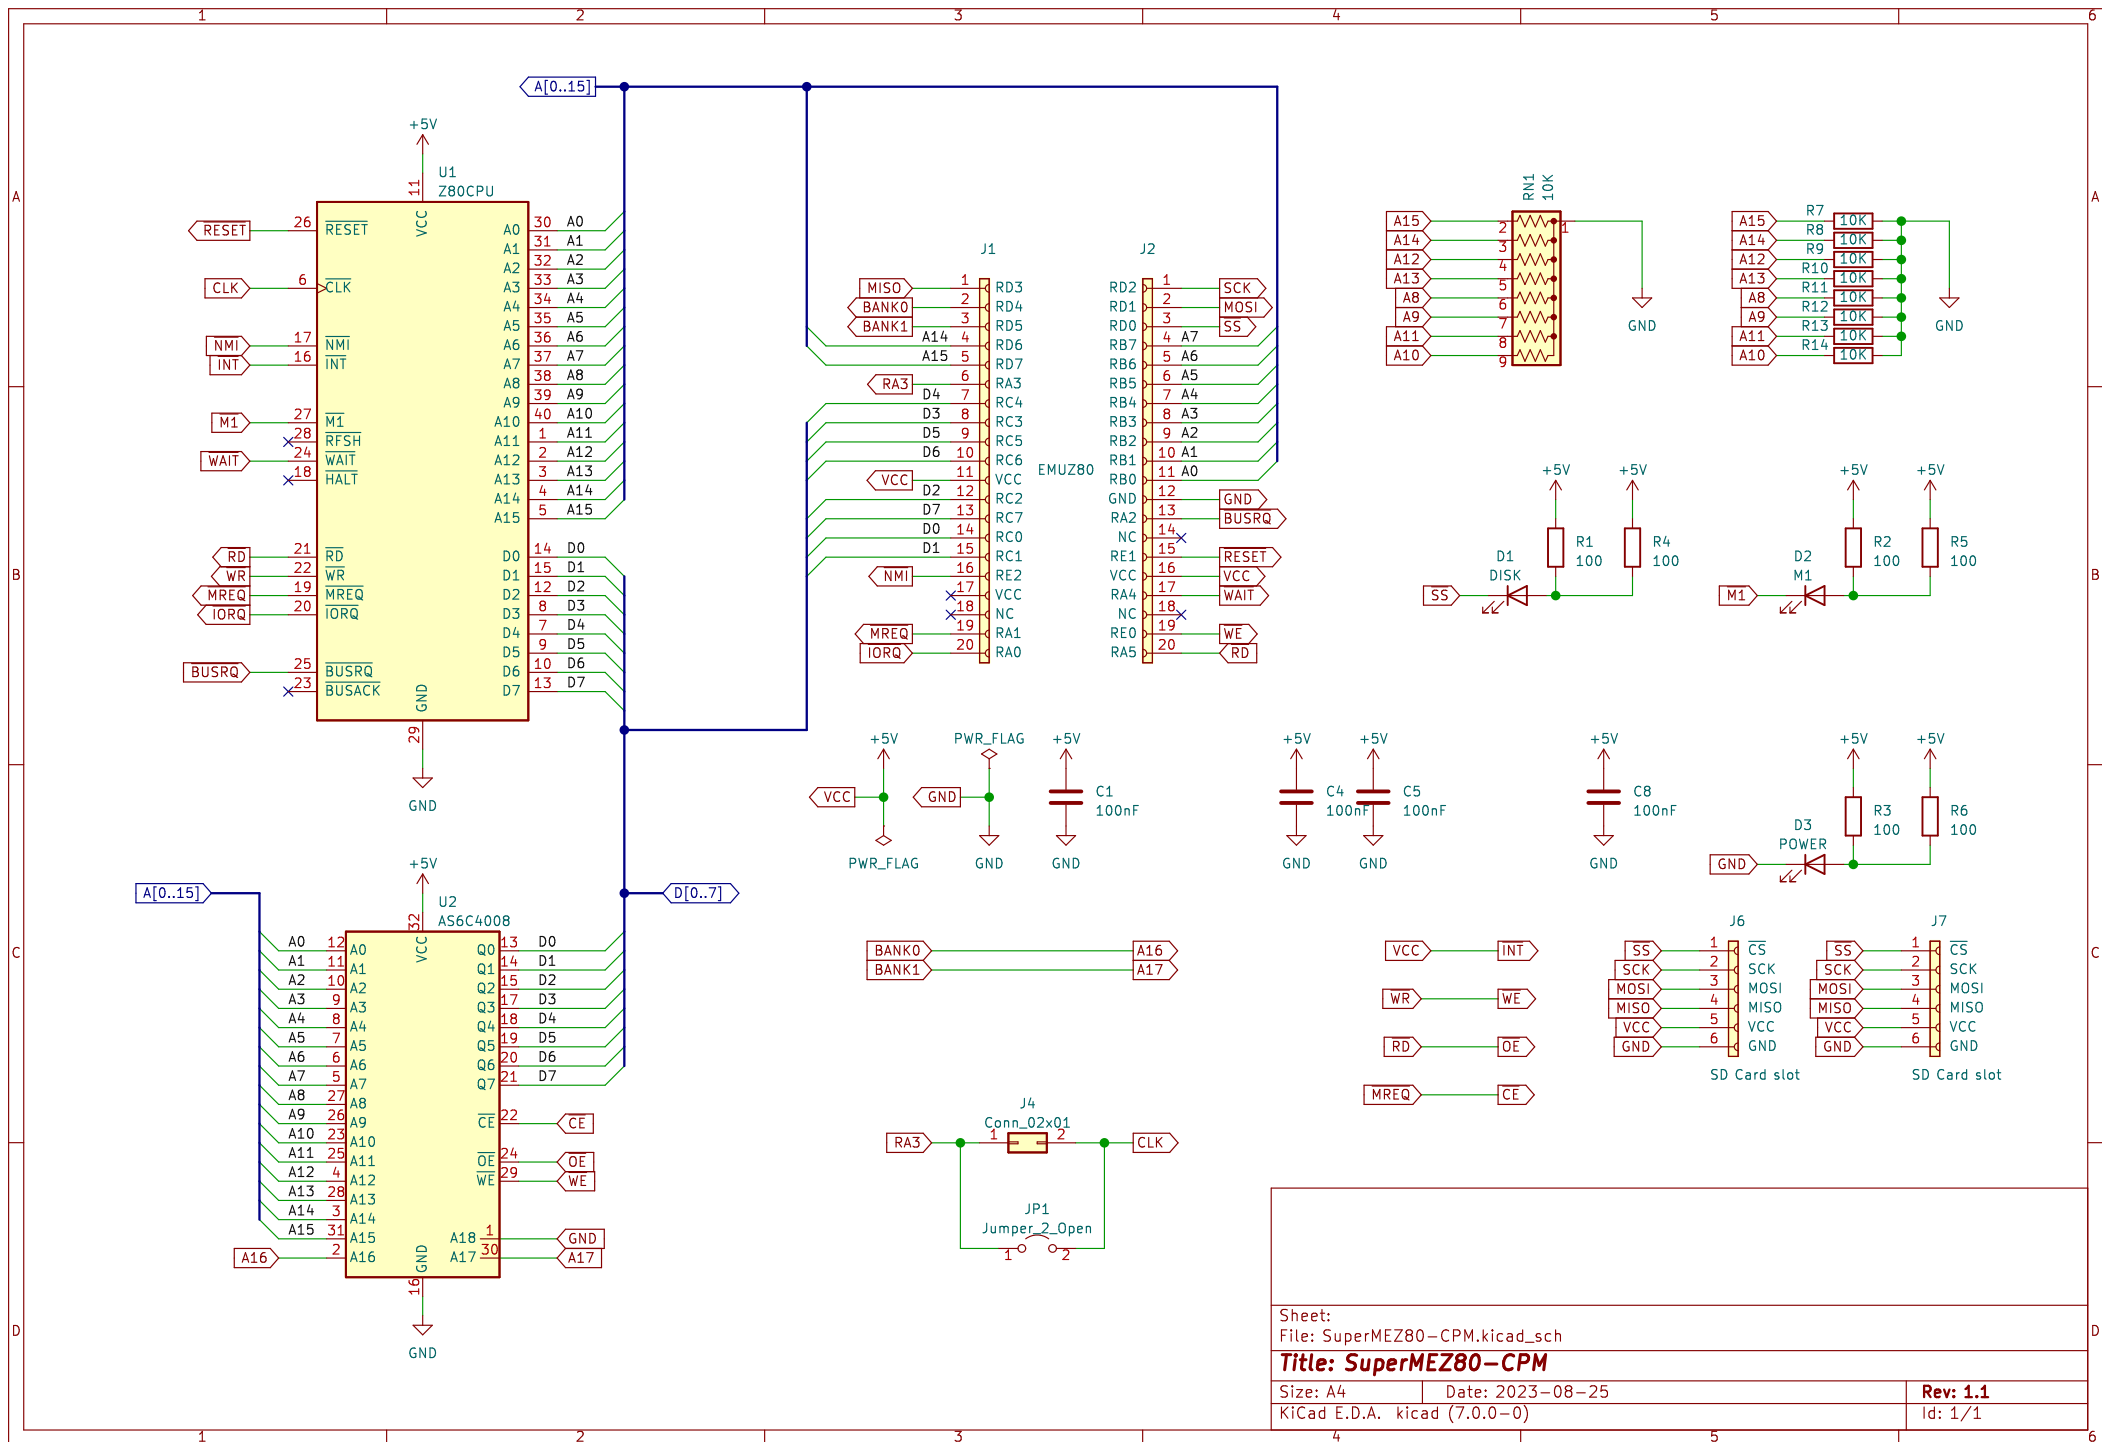 1 2 3 4 5 6
A B C D
A[0..15]
+5V
U1
Z80CPU
11 VCC
RESET 26 RESET
CLK 6 CLK
NMI 17 NMI
INT 16 INT
M1 27 M1
28 RFSH
WAIT 24 WAIT
18 HALT
RD 21 RD
WR 22 WR
MREQ 19 MREQ
IORQ 20 IORQ
BUSRQ 25 BUSRQ
23 BUSACK
A0 30 A0
A1 31 A1
A2 32 A2
A3 33 A3
A4 34 A4
A5 35 A5
A6 36 A6
A7 37 A7
A8 38 A8
A9 39 A9
A10 40 A10
A11 1 A11
A12 2 A12
A13 3 A13
A14 4 A14
A15 5 A15
D0 14 D0
D1 15 D1
D2 12 D2
D3 8 D3
D4 7 D4
D5 9 D5
D6 10 D6
D7 13 D7
GND 29
GND
J1
MISO 1 RD3
BANK0 2 RD4
BANK1 3 RD5
A14 4 RD6
A15 5 RD7
RA3 6 RA3
D4 7 RC4
D3 8 RC3
D5 9 RC5
D6 10 RC6
VCC 11 VCC
D2 12 RC2
D7 13 RC7
D0 14 RC0
D1 15 RC1
NMI 16 RE2
17 VCC
18 NC
MREQ 19 RA1
IORQ 20 RA0
EMUZ80
J2
RD2 1 SCK
RD1 2 MOSI
RD0 3 SS
RB7 4 A7
RB6 5 A6
RB5 6 A5
RB4 7 A4
RB3 8 A3
RB2 9 A2
RB1 10 A1
RB0 11 A0
GND 12 GND
RA2 13 BUSRQ
NC 14
RE1 15 RESET
VCC 16 VCC
RA4 17 WAIT
NC 18
RE0 19 WE
RA5 20 RD
RN1
10K
A15 2 1
A14 3
A12 4
A13 5
A8 6
A9 7
A11 8
A10 9
GND
A15 R7 10K
A14 R8 10K
A12 R9 10K
A13 R10 10K
A8 R11 10K
A9 R12 10K
A11 R13 10K
A10 R14 10K
GND
+5V +5V
R1 100
R4 100
D1
DISK
SS
+5V +5V
R2 100
R5 100
D2
M1
M1
+5V +5V
R3 100
R6 100
D3
POWER
GND
+5V
VCC
PWR_FLAG
PWR_FLAG
GND
GND
+5V
C1
100nF
GND
+5V
C4
100nF
GND
+5V
C5
100nF
GND
+5V
C8
100nF
GND
A[0..15]
D[0..7]
+5V
U2
AS6C4008
32 VCC
A0 12 A0
A1 11 A1
A2 10 A2
A3 9 A3
A4 8 A4
A5 7 A5
A6 6 A6
A7 5 A7
A8 27 A8
A9 26 A9
A10 23 A10
A11 25 A11
A12 4 A12
A13 28 A13
A14 3 A14
A15 31 A15
A16 2 A16
Q0 13 D0
Q1 14 D1
Q2 15 D2
Q3 17 D3
Q4 18 D4
Q5 19 D5
Q6 20 D6
Q7 21 D7
CE 22 CE
OE 24 OE
WE 29 WE
A18 1 GND
A17 30 A17
GND 16
GND
BANK0 A16
BANK1 A17
VCC INT
WR WE
RD OE
MREQ CE
J4
Conn_02x01
RA3 1 2 CLK
JP1
Jumper_2_Open
1 2
J6
SS 1 CS
SCK 2 SCK
MOSI 3 MOSI
MISO 4 MISO
VCC 5 VCC
GND 6 GND
SD Card slot
J7
SS 1 CS
SCK 2 SCK
MOSI 3 MOSI
MISO 4 MISO
VCC 5 VCC
GND 6 GND
SD Card slot
Sheet:
File: SuperMEZ80-CPM.kicad_sch
Title: SuperMEZ80-CPM
Size: A4 Date: 2023-08-25 Rev: 1.1
KiCad E.D.A. kicad (7.0.0-0) Id: 1/1
A B C D
1 2 3 4 5 6